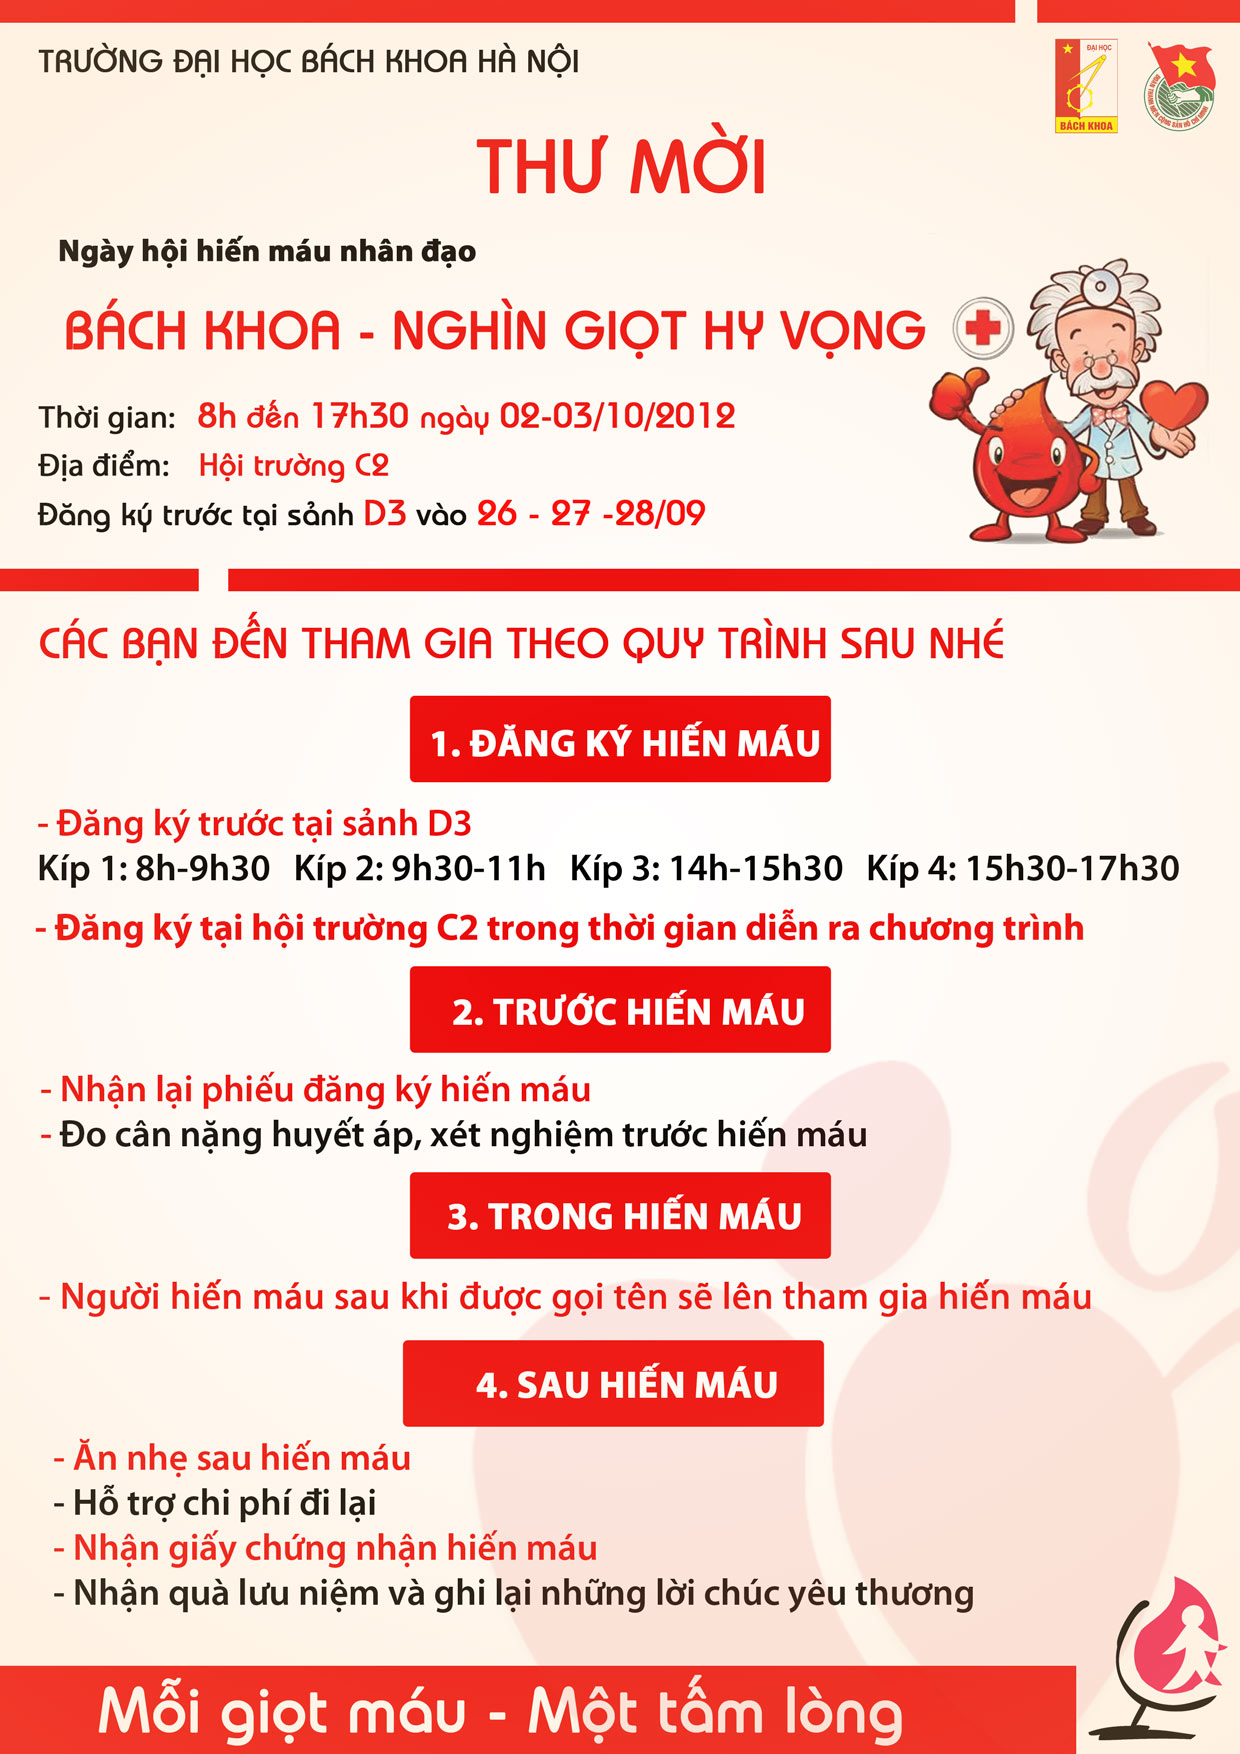 TRƯỜNG ĐẠI HỌC BÁCH KHOA HÀ NỘI
ĐẠI HỌC
BÁCH KHOA
ĐOÀN THANH NIÊN CỘNG SẢN HỒ CHÍ MINH
THƯ MỜI
Ngày hội hiến máu nhân đạo
BÁCH KHOA - NGHÌN GIỌT HY VỌNG
Thời gian: 8h đến 17h30 ngày 02-03/10/2012
Địa điểm: Hội trường C2
Đăng ký trước tại sảnh D3 vào 26 - 27 -28/09
CÁC BẠN ĐẾN THAM GIA THEO QUY TRÌNH SAU NHÉ
1. ĐĂNG KÝ HIẾN MÁU
- Đăng ký trước tại sảnh D3
Kíp 1: 8h-9h30 Kíp 2: 9h30-11h Kíp 3: 14h-15h30 Kíp 4: 15h30-17h30
- Đăng ký tại hội trường C2 trong thời gian diễn ra chương trình
2. TRƯỚC HIẾN MÁU
- Nhận lại phiếu đăng ký hiến máu
- Đo cân nặng huyết áp, xét nghiệm trước hiến máu
3. TRONG HIẾN MÁU
- Người hiến máu sau khi được gọi tên sẽ lên tham gia hiến máu
4. SAU HIẾN MÁU
- Ăn nhẹ sau hiến máu
- Hỗ trợ chi phí đi lại
- Nhận giấy chứng nhận hiến máu
- Nhận quà lưu niệm và ghi lại những lời chúc yêu thương
Mỗi giọt máu - Một tấm lòng